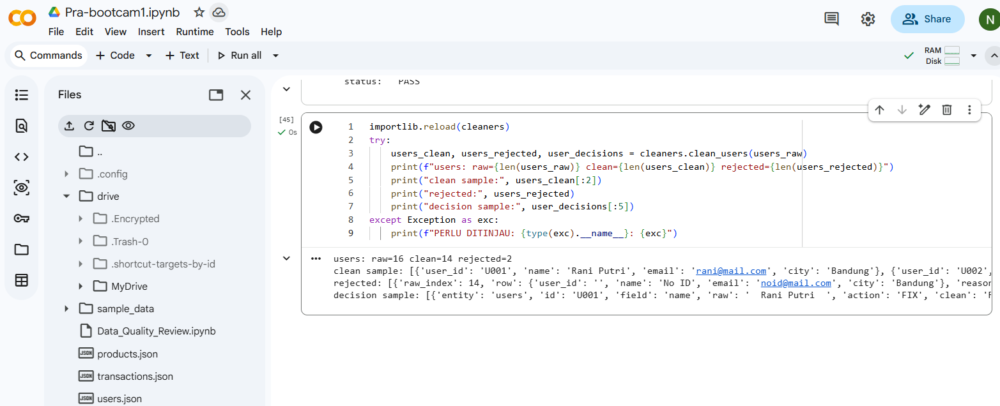 Pra-bootcam1.ipynb
File Edit View Insert Runtime Tools Help
Share
N
Commands + Code + Text Run all
RAM
Disk
Files
..
.config
drive
.Encrypted
.Trash-0
.shortcut-targets-by-id
MyDrive
sample_data
Data_Quality_Review.ipynb
JSON products.json
JSON transactions.json
JSON users.json
status: PASS
[45]
0s
1 importlib.reload(cleaners)
2 try:
3 users_clean, users_rejected, user_decisions = cleaners.clean_users(users_raw)
4 print(f"users: raw={len(users_raw)} clean={len(users_clean)} rejected={len(users_rejected)}")
5 print("clean sample:", users_clean[:2])
6 print("rejected:", users_rejected)
7 print("decision sample:", user_decisions[:5])
8 except Exception as exc:
9 print(f"PERLU DITINJAU: {type(exc).__name__}: {exc}")
users: raw=16 clean=14 rejected=2
clean sample: [{'user_id': 'U001', 'name': 'Rani Putri', 'email': 'rani@mail.com', 'city': 'Bandung'}, {'user_id': 'U002',
rejected: [{'raw_index': 14, 'row': {'user_id': '', 'name': 'No ID', 'email': 'noid@mail.com', 'city': 'Bandung'}, 'reason
decision sample: [{'entity': 'users', 'id': 'U001', 'field': 'name', 'raw': '  Rani Putri  ', 'action': 'FIX', 'clean': '